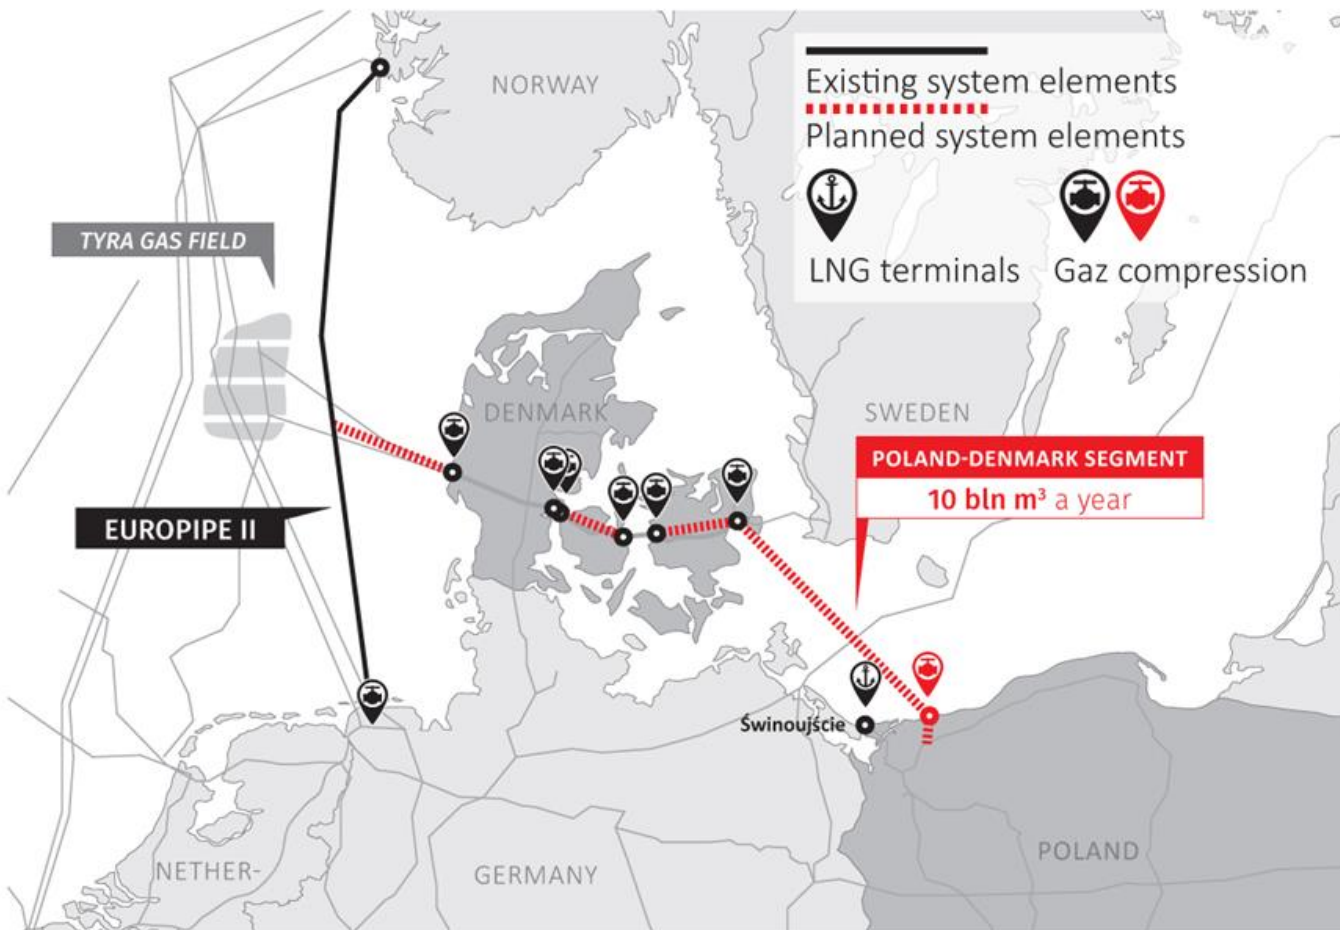 NORWAY
Existing system elements
Planned system elements
LNG terminals
Gaz compression
TYRA GAS FIELD
DENMARK
SWEDEN
POLAND-DENMARK SEGMENT
10 bln m³ a year
EUROPIPE II
Świnoujście
NETHER-
GERMANY
POLAND